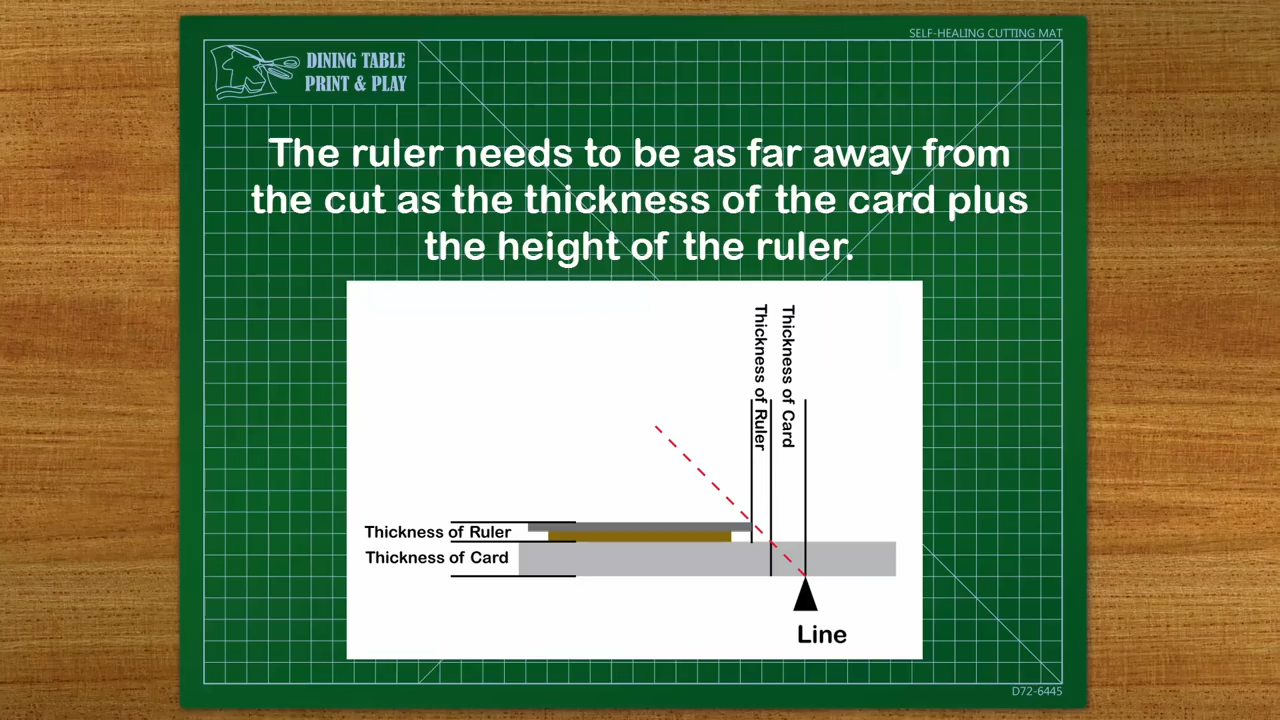 SELF-HEALING CUTTING MAT
DINING TABLE
PRINT & PLAY
The ruler needs to be as far away from
the cut as the thickness of the card plus
the height of the ruler.
Thickness of Ruler
Thickness of Card
Thickness of Ruler
Thickness of Card
Line
D72-6445